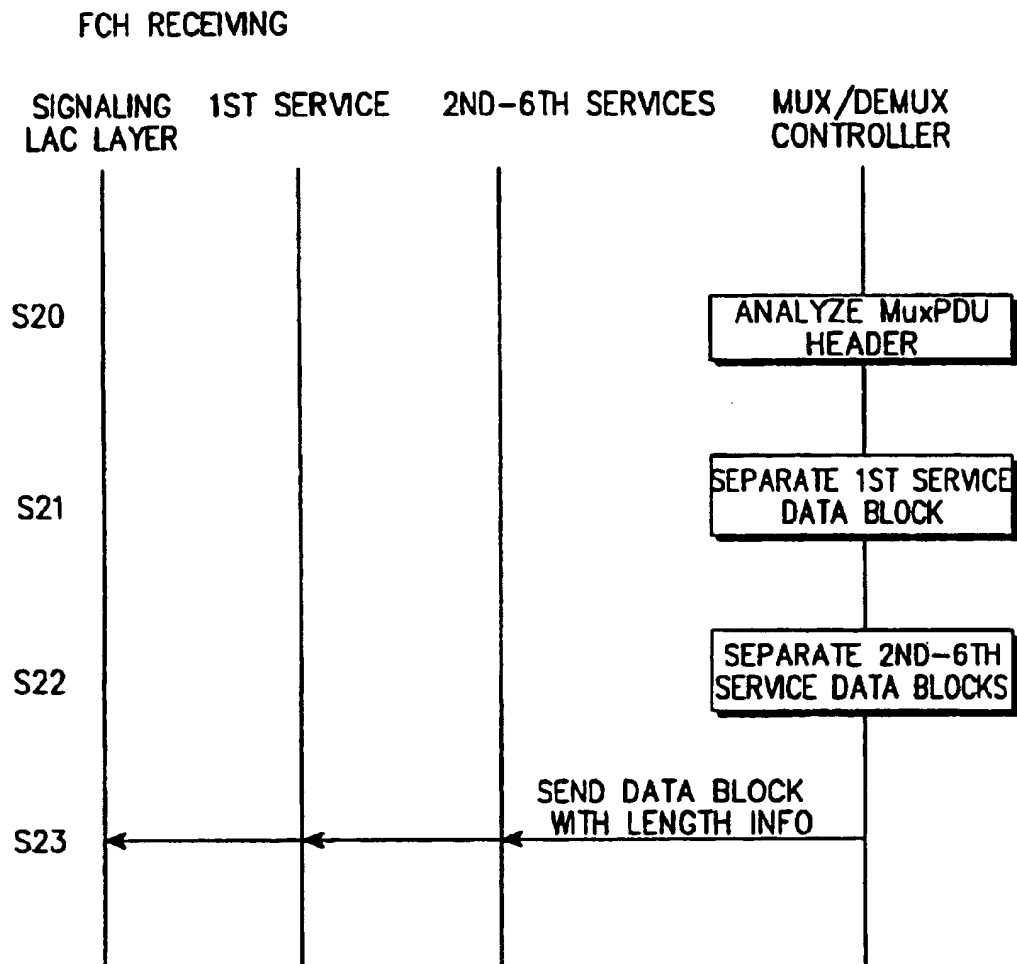 FCH RECEIVING
SIGNALING
LAC LAYER
1ST SERVICE
2ND-6TH SERVICES
MUX/DEMUX
CONTROLLER
S20
ANALYZE MuxPDU
HEADER
S21
SEPARATE 1ST SERVICE
DATA BLOCK
S22
SEPARATE 2ND-6TH
SERVICE DATA BLOCKS
S23
SEND DATA BLOCK
WITH LENGTH INFO